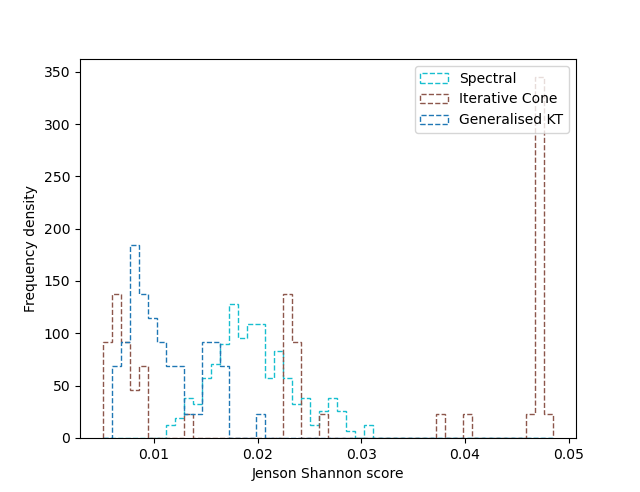 350
300
250
200
150
100
50
0
Frequency density
Spectral
Iterative Cone
Generalised KT
0.01 0.02 0.03 0.04 0.05
Jenson Shannon score